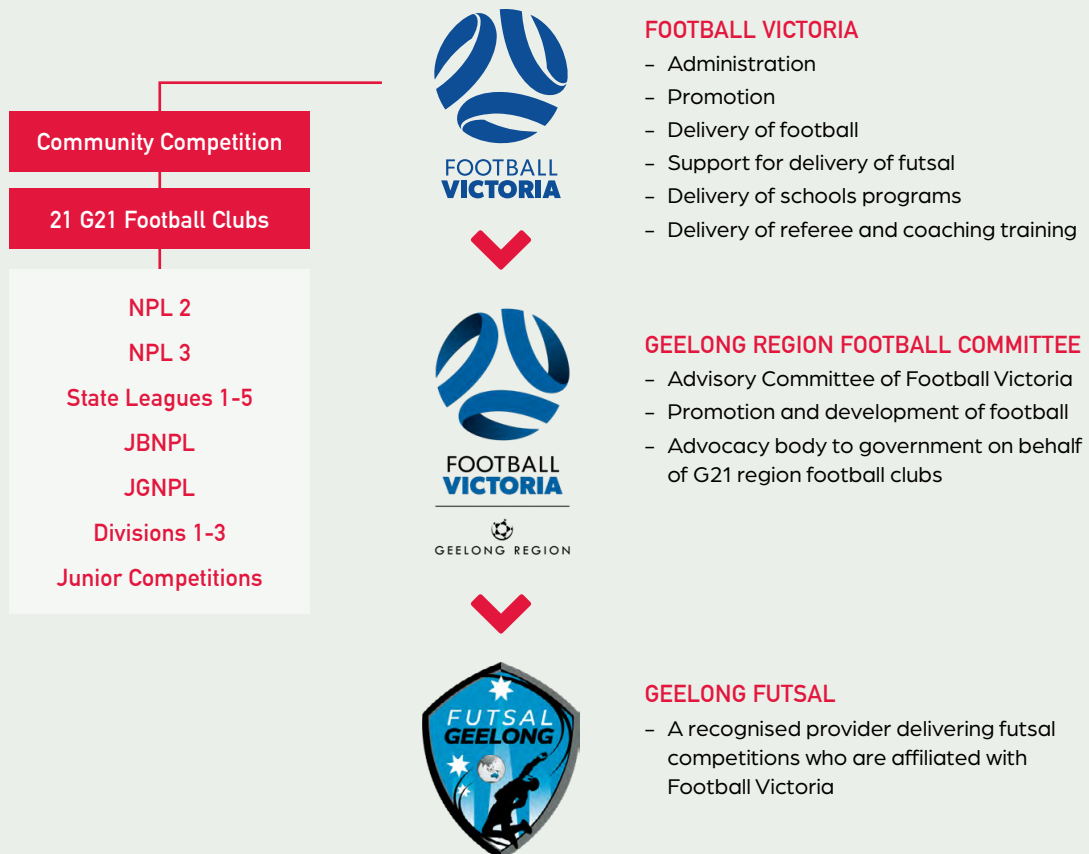 Community Competition
21 G21 Football Clubs
NPL 2
NPL 3
State Leagues 1-5
JBNPL
JGNPL
Divisions 1-3
Junior Competitions
FOOTBALL
VICTORIA
FOOTBALL VICTORIA
- Administration
- Promotion
- Delivery of football
- Support for delivery of futsal
- Delivery of schools programs
- Delivery of referee and coaching training
FOOTBALL
VICTORIA
GEELONG REGION
GEELONG REGION FOOTBALL COMMITTEE
- Advisory Committee of Football Victoria
- Promotion and development of football
- Advocacy body to government on behalf
of G21 region football clubs
FUTSAL
GEELONG
GEELONG FUTSAL
- A recognised provider delivering futsal
competitions who are affiliated with
Football Victoria